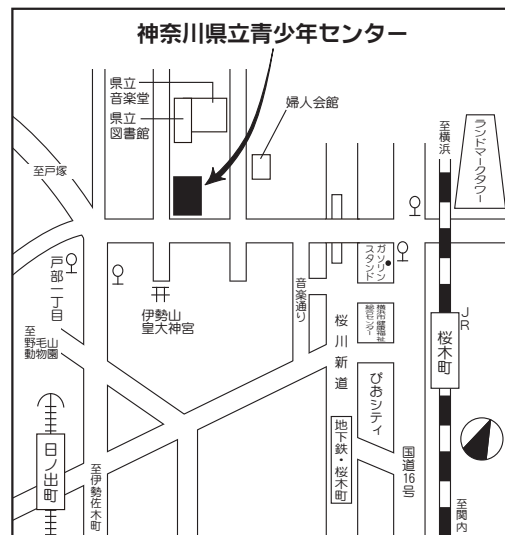 神奈川県立青少年センター
県立
音楽堂
県立
図書館
婦人会館
至横浜
ランドマークタワー
至戸塚
ガソリン
スタンド
戸部一丁目
伊勢山
皇大神宮
音楽通り
桜川新道
横浜市健康福祉
総合センター
JR
桜木町
至
野毛山
動物園
ぴおシティ
日ノ出町
至伊勢佐木町
地下鉄・桜木町
国道16号
至関内